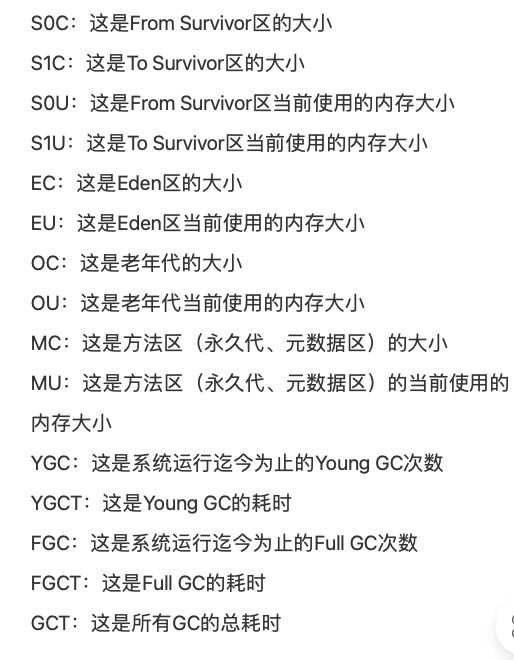 S0C：这是From Survivor区的大小
S1C：这是To Survivor区的大小
S0U：这是From Survivor区当前使用的内存大小
S1U：这是To Survivor区当前使用的内存大小
EC：这是Eden区的大小
EU：这是Eden区当前使用的内存大小
OC：这是老年代的大小
OU：这是老年代当前使用的内存大小
MC：这是方法区（永久代、元数据区）的大小
MU：这是方法区（永久代、元数据区）的当前使用的
内存大小
YGC：这是系统运行迄今为止的Young GC次数
YGCT：这是Young GC的耗时
FGC：这是系统运行迄今为止的Full GC次数
FGCT：这是Full GC的耗时
GCT：这是所有GC的总耗时